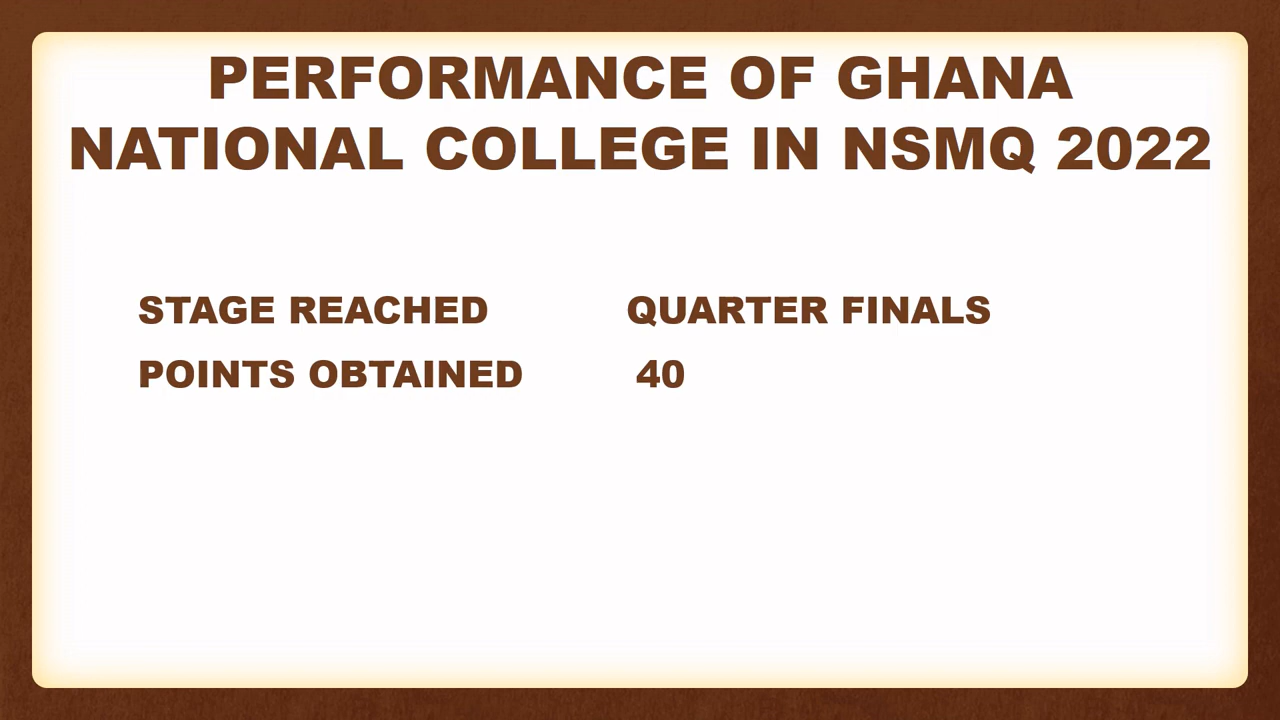 PERFORMANCE OF GHANA
NATIONAL COLLEGE IN NSMQ 2022
STAGE REACHED QUARTER FINALS
POINTS OBTAINED 40